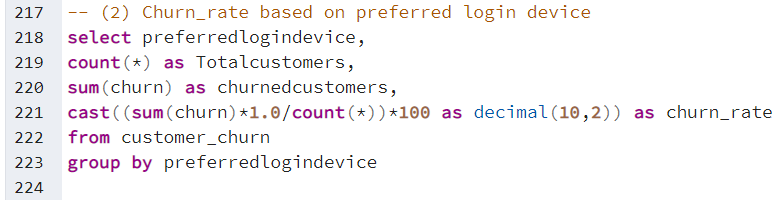 217 -- (2) Churn_rate based on preferred login device
218 select preferredlogindevice,
219 count(*) as Totalcustomers,
220 sum(churn) as churnedcustomers,
221 cast((sum(churn)*1.0/count(*))*100 as decimal(10,2)) as churn_rate
222 from customer_churn
223 group by preferredlogindevice
224